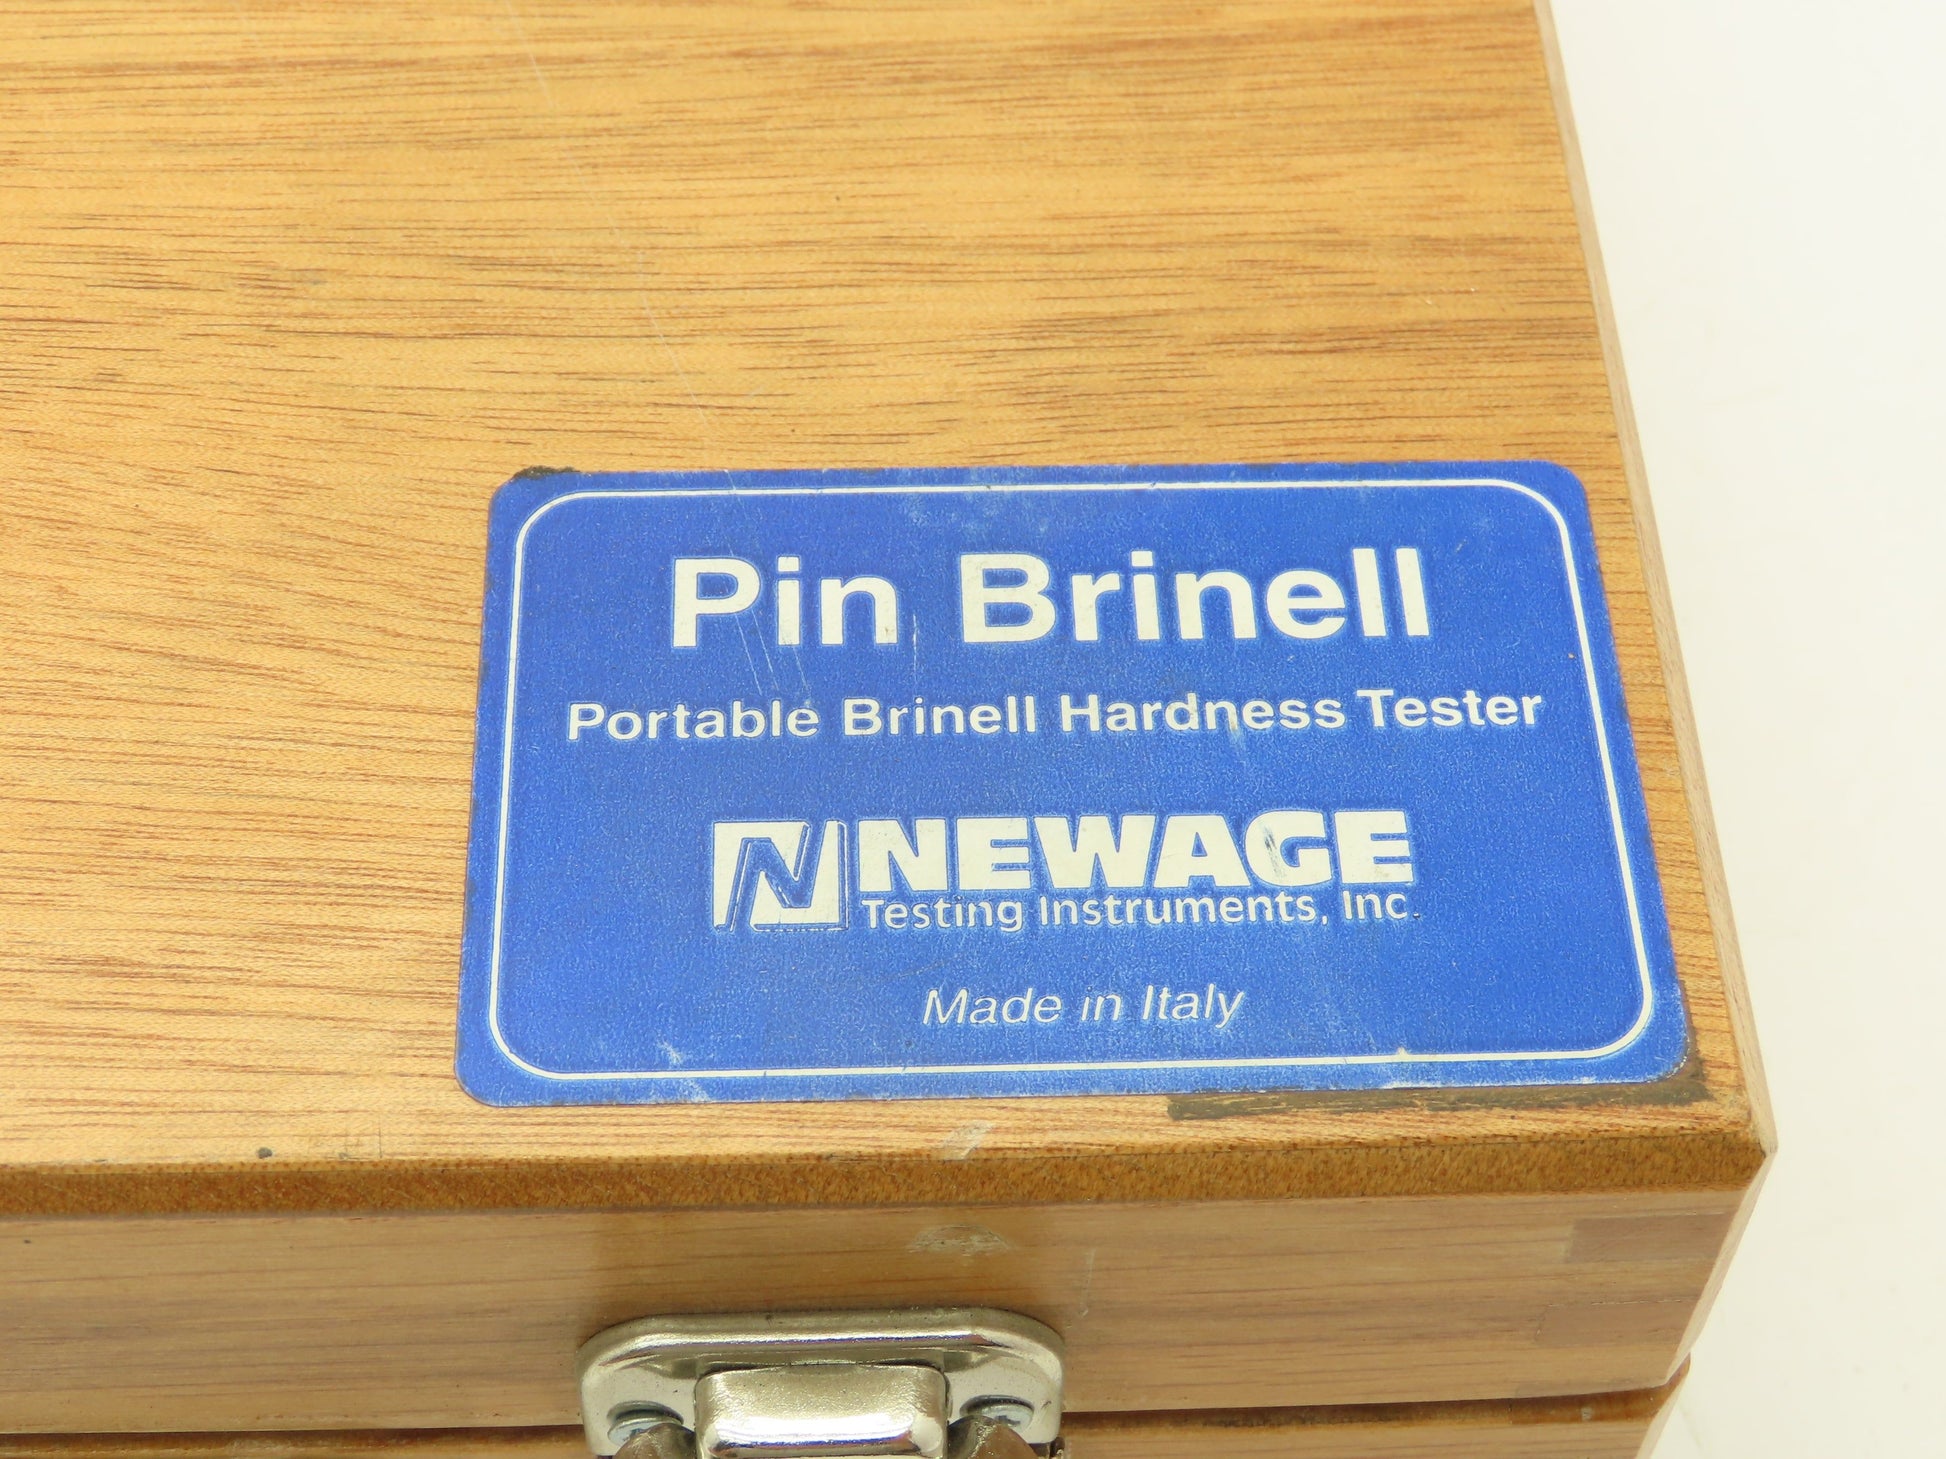 Pin Brinell
Portable Brinell Hardness Tester
NEWAGE
Testing Instruments, Inc.
Made in Italy